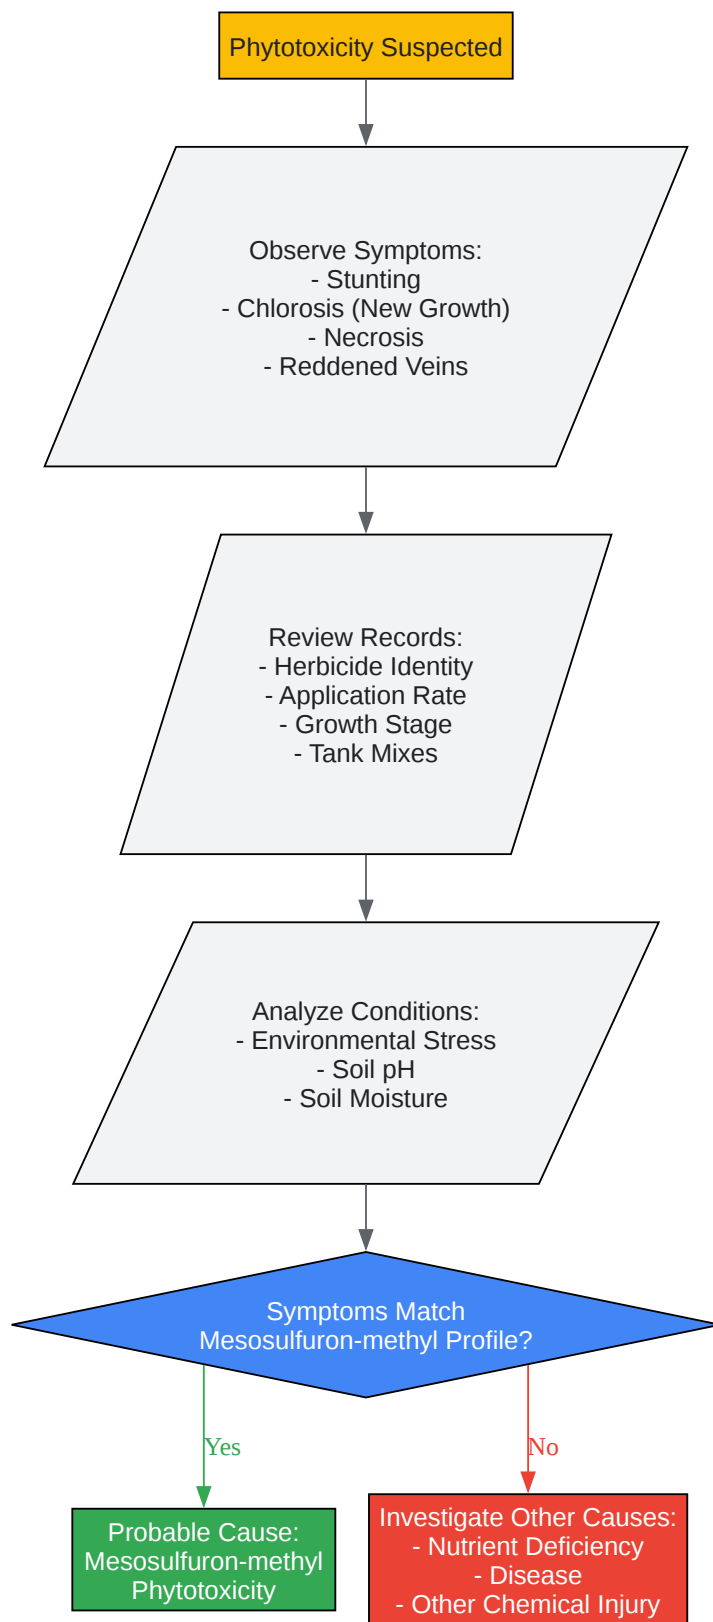 Phytotoxicity Suspected
Observe Symptoms:
- Stunting
- Chlorosis (New Growth)
- Necrosis
- Reddened Veins
Review Records:
- Herbicide Identity
- Application Rate
- Growth Stage
- Tank Mixes
Analyze Conditions:
- Environmental Stress
- Soil pH
- Soil Moisture
Symptoms Match
Mesosulfuron-methyl Profile?
Yes
No
Probable Cause:
Mesosulfuron-methyl
Phytotoxicity
Investigate Other Causes:
- Nutrient Deficiency
- Disease
- Other Chemical Injury